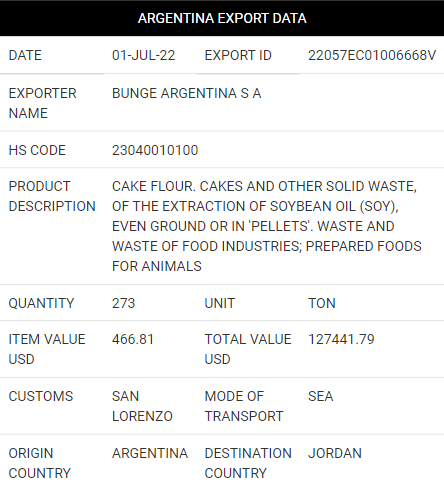 ARGENTINA EXPORT DATA
DATE 01-JUL-22 EXPORT ID 22057EC01006668V
EXPORTER NAME BUNGE ARGENTINA S A
HS CODE 23040010100
PRODUCT DESCRIPTION CAKE FLOUR. CAKES AND OTHER SOLID WASTE,
OF THE EXTRACTION OF SOYBEAN OIL (SOY),
EVEN GROUND OR IN 'PELLETS'. WASTE AND
WASTE OF FOOD INDUSTRIES; PREPARED FOODS
FOR ANIMALS
QUANTITY 273 UNIT TON
ITEM VALUE USD 466.81 TOTAL VALUE USD 127441.79
CUSTOMS SAN LORENZO MODE OF TRANSPORT SEA
ORIGIN COUNTRY ARGENTINA DESTINATION COUNTRY JORDAN